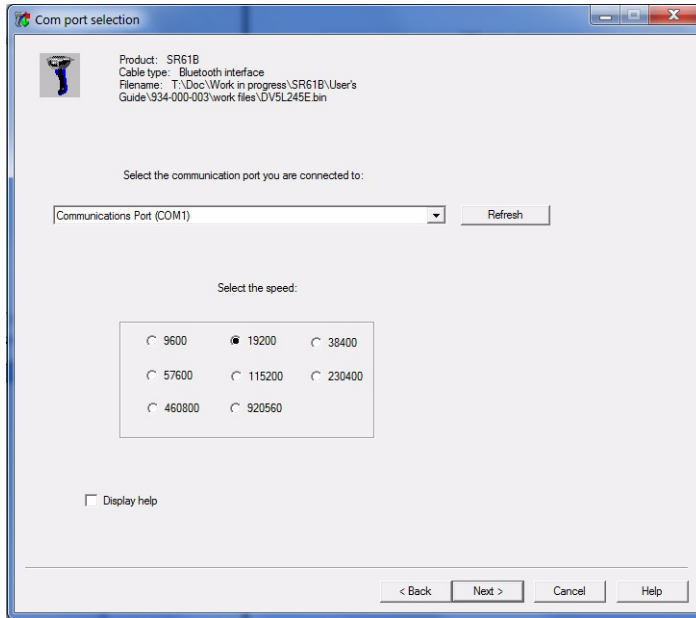 Com port selection
Product: SR61B
Cable type: Bluetooth interface
Filename: T:\Doc\Work in progress\SR61B\User's
Guide\934-000-003\work files\DV5L245E.bin
Select the communication port you are connected to:
Communications Port (COM1)
Refresh
Select the speed:
9600 19200 38400
57600 115200 230400
460800 920560
Display help
< Back Next > Cancel Help